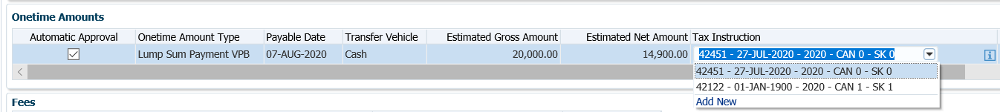 Onetime Amounts
Automatic Approval Onetime Amount Type Payable Date Transfer Vehicle Estimated Gross Amount Estimated Net Amount Tax Instruction
Lump Sum Payment VPB 07-AUG-2020 Cash 20,000.00 14,900.00 42451 - 27-JUL-2020 - 2020 - CAN 0 - SK 0
42451 - 27-JUL-2020 - 2020 - CAN 0 - SK 0
42122 - 01-JAN-1900 - 2020 - CAN 1 - SK 1
Add New
Fees